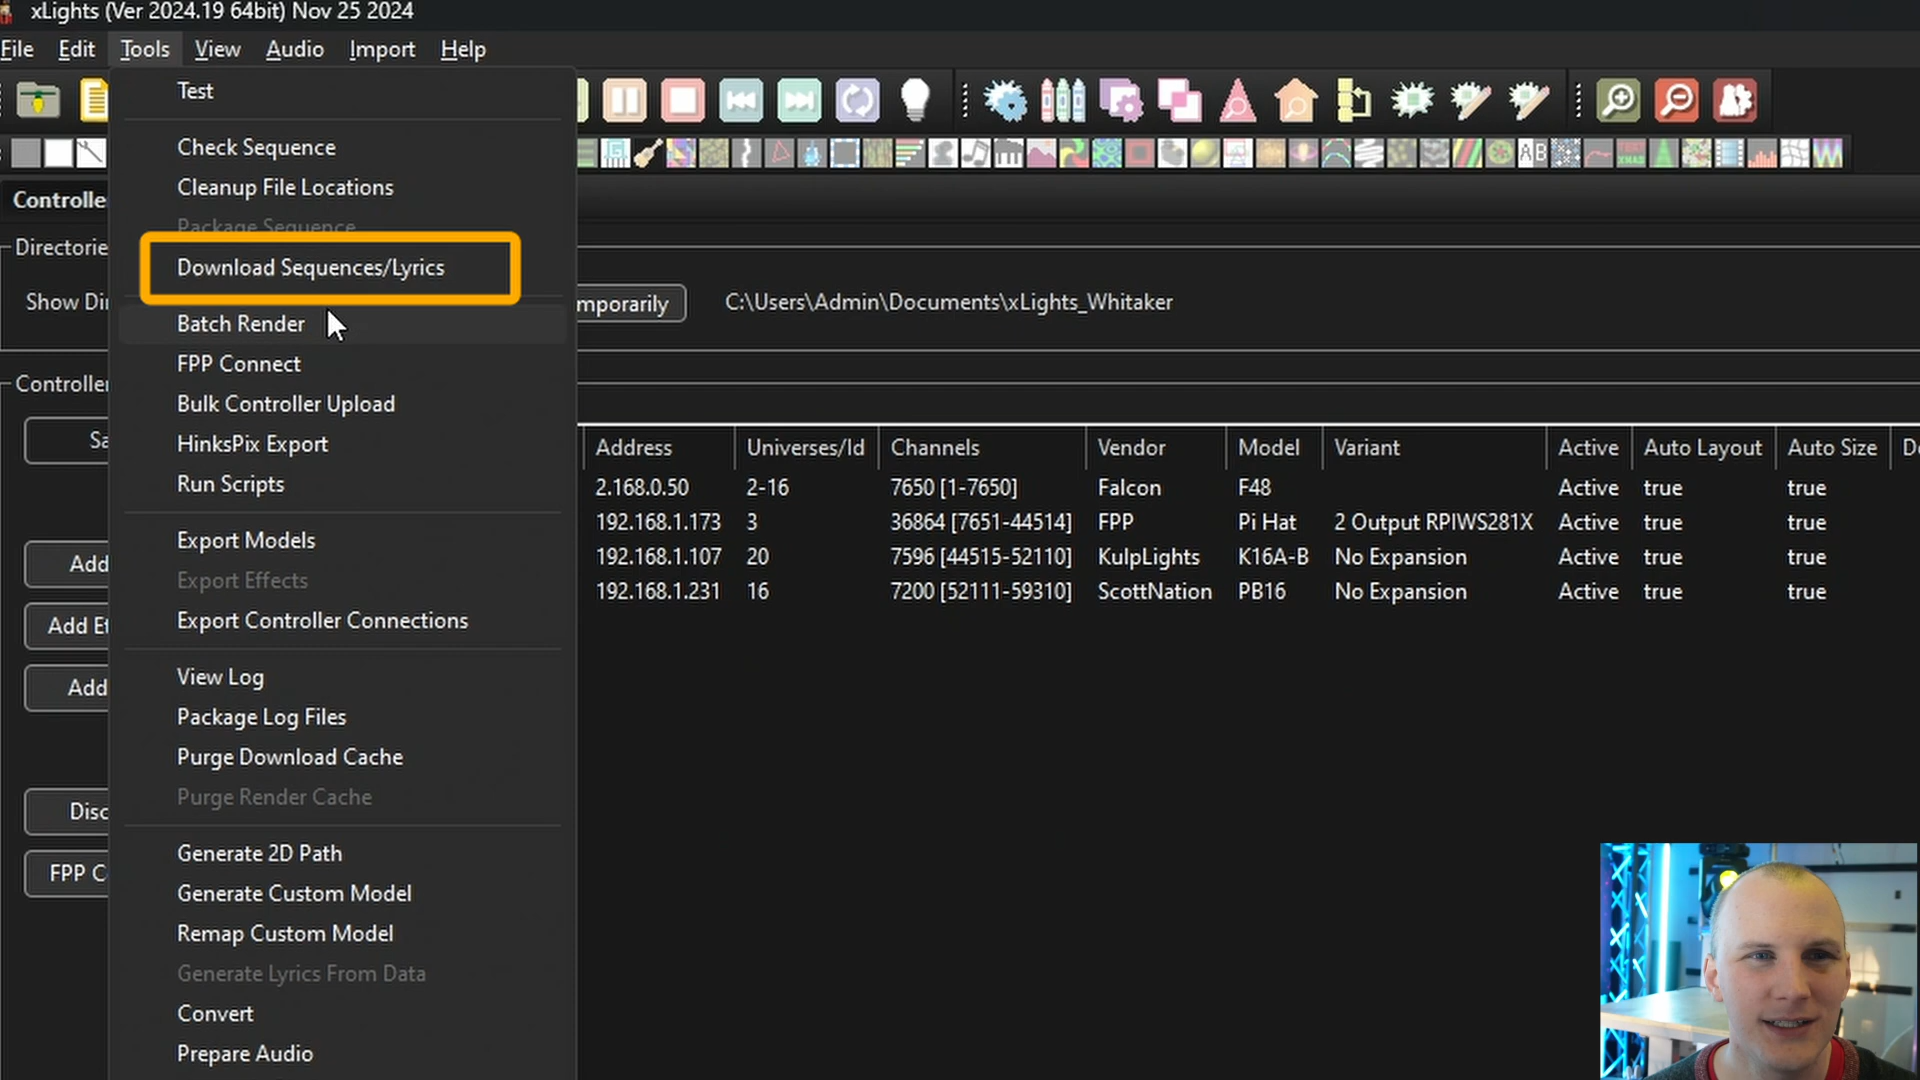 xLights (Ver 2024.19 64bit) Nov 25 2024
File Edit Tools View Audio Import Help
Test
Check Sequence
Cleanup File Locations
Package Sequence
Download Sequences/Lyrics
Batch Render
FPP Connect
Bulk Controller Upload
HinksPix Export
Run Scripts
Export Models
Export Effects
Export Controller Connections
View Log
Package Log Files
Purge Download Cache
Purge Render Cache
Generate 2D Path
Generate Custom Model
Remap Custom Model
Generate Lyrics From Data
Convert
Prepare Audio
Controlle
Directorie
Show Di
mporarily C:\Users\Admin\Documents\xLights_Whitaker
Controller
Sa
Add
Add Et
Add
Disc
FPP C
Address Universes/Id Channels Vendor Model Variant Active Auto Layout Auto Size De
2.168.0.50 2-16 7650 [1-7650] Falcon F48 Active true true
192.168.1.173 3 36864 [7651-44514] FPP Pi Hat 2 Output RPIWS281X Active true true
192.168.1.107 20 7596 [44515-52110] KulpLights K16A-B No Expansion Active true true
192.168.1.231 16 7200 [52111-59310] ScottNation PB16 No Expansion Active true true